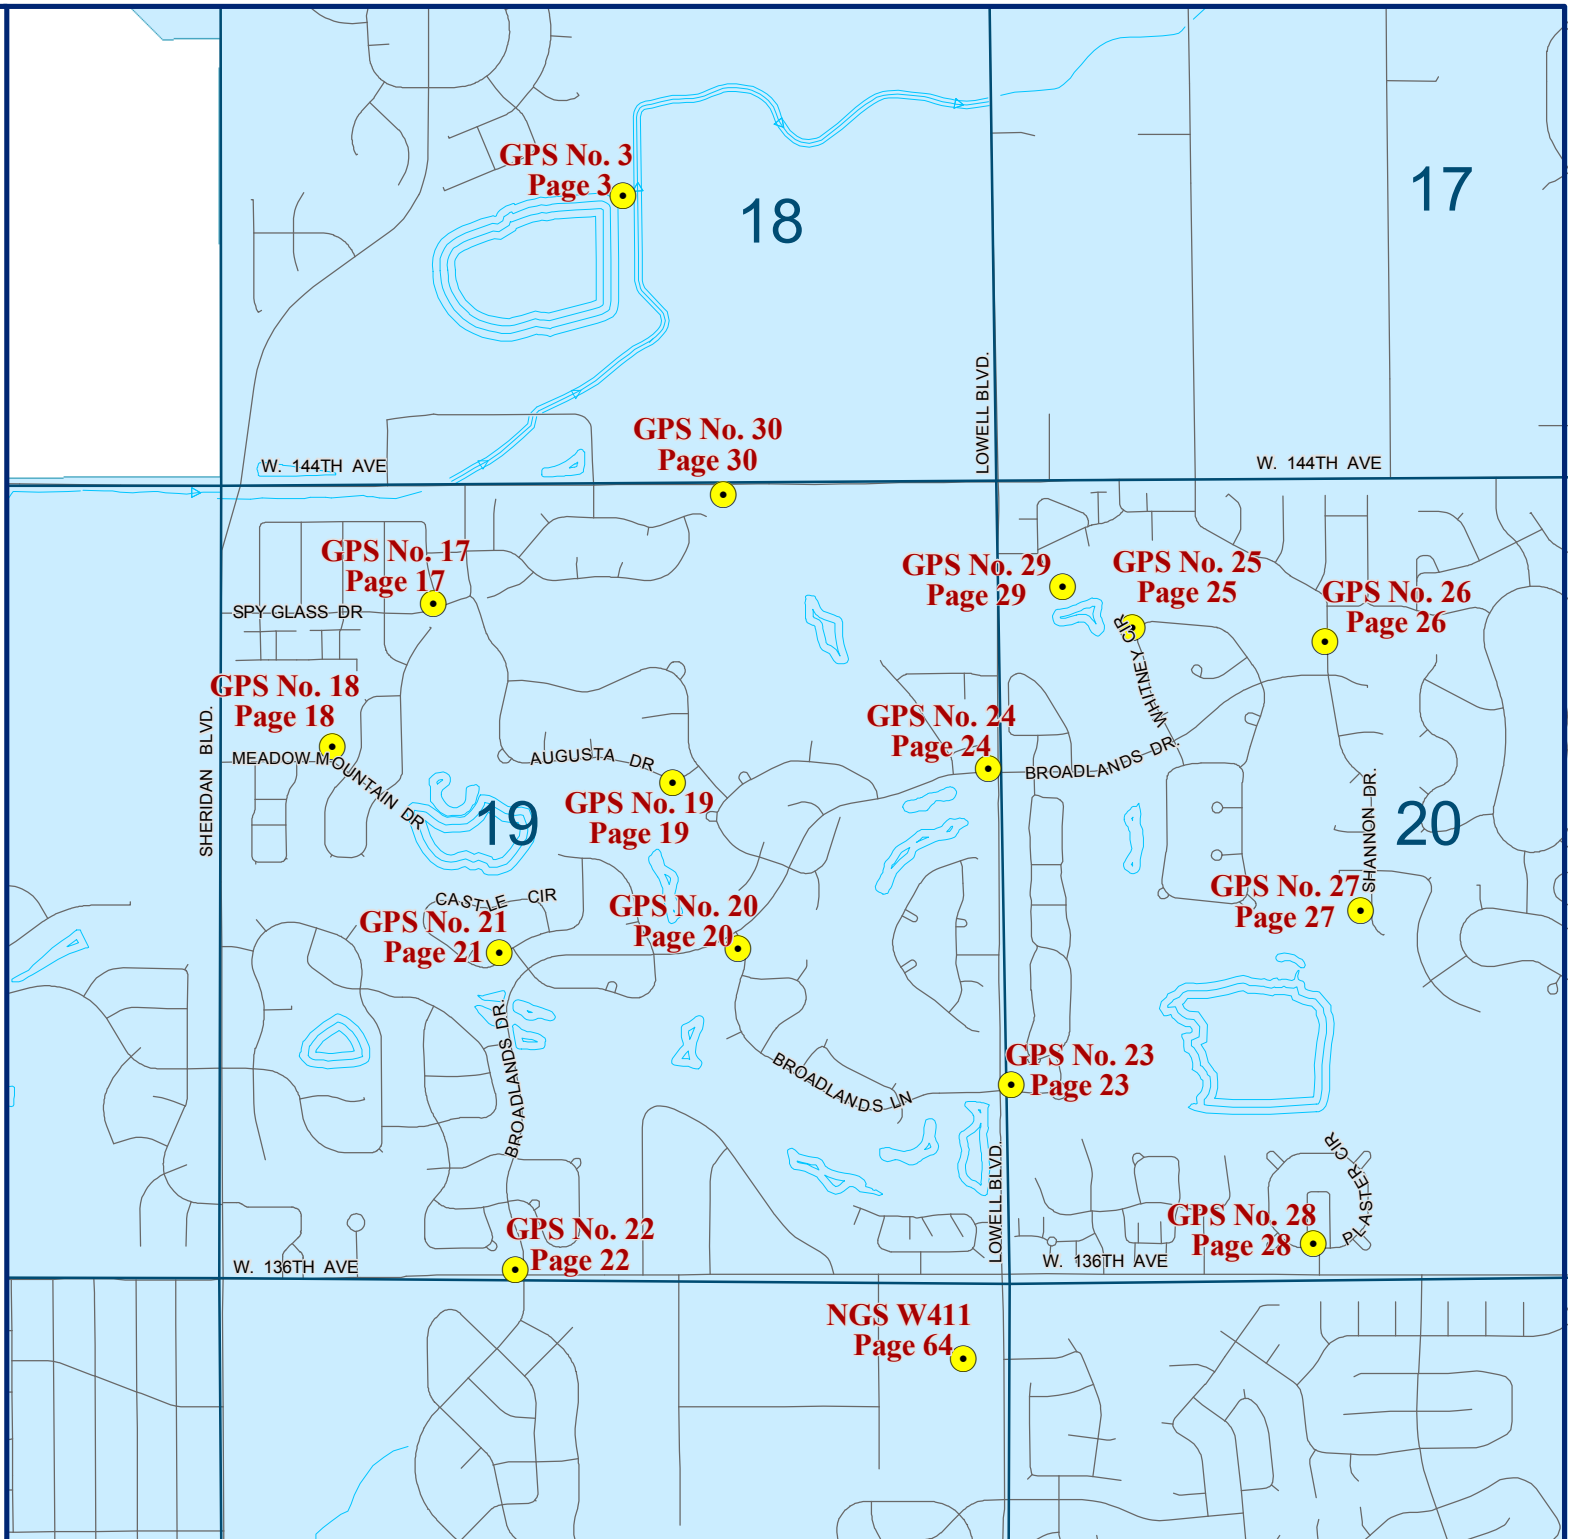 GPS No. 3
Page 3
18
17
LOWELL BLVD.
GPS No. 30
Page 30
W. 144TH AVE
W. 144TH AVE
GPS No. 17
Page 17
SPY GLASS DR
GPS No. 29
Page 29
GPS No. 25
Page 25
GPS No. 26
Page 26
WHITNEY CIR
GPS No. 18
Page 18
SHERIDAN BLVD.
MEADOW MOUNTAIN DR
AUGUSTA DR
GPS No. 24
Page 24
BROADLANDS DR.
19
GPS No. 19
Page 19
SHANNON DR.
20
CASTLE CIR
GPS No. 21
Page 21
GPS No. 20
Page 20
GPS No. 27
Page 27
BROADLANDS DR.
BROADLANDS LN
GPS No. 23
Page 23
LOWELL BLVD.
PLASTER CIR
GPS No. 28
Page 28
GPS No. 22
Page 22
W. 136TH AVE
W. 136TH AVE
NGS W411
Page 64